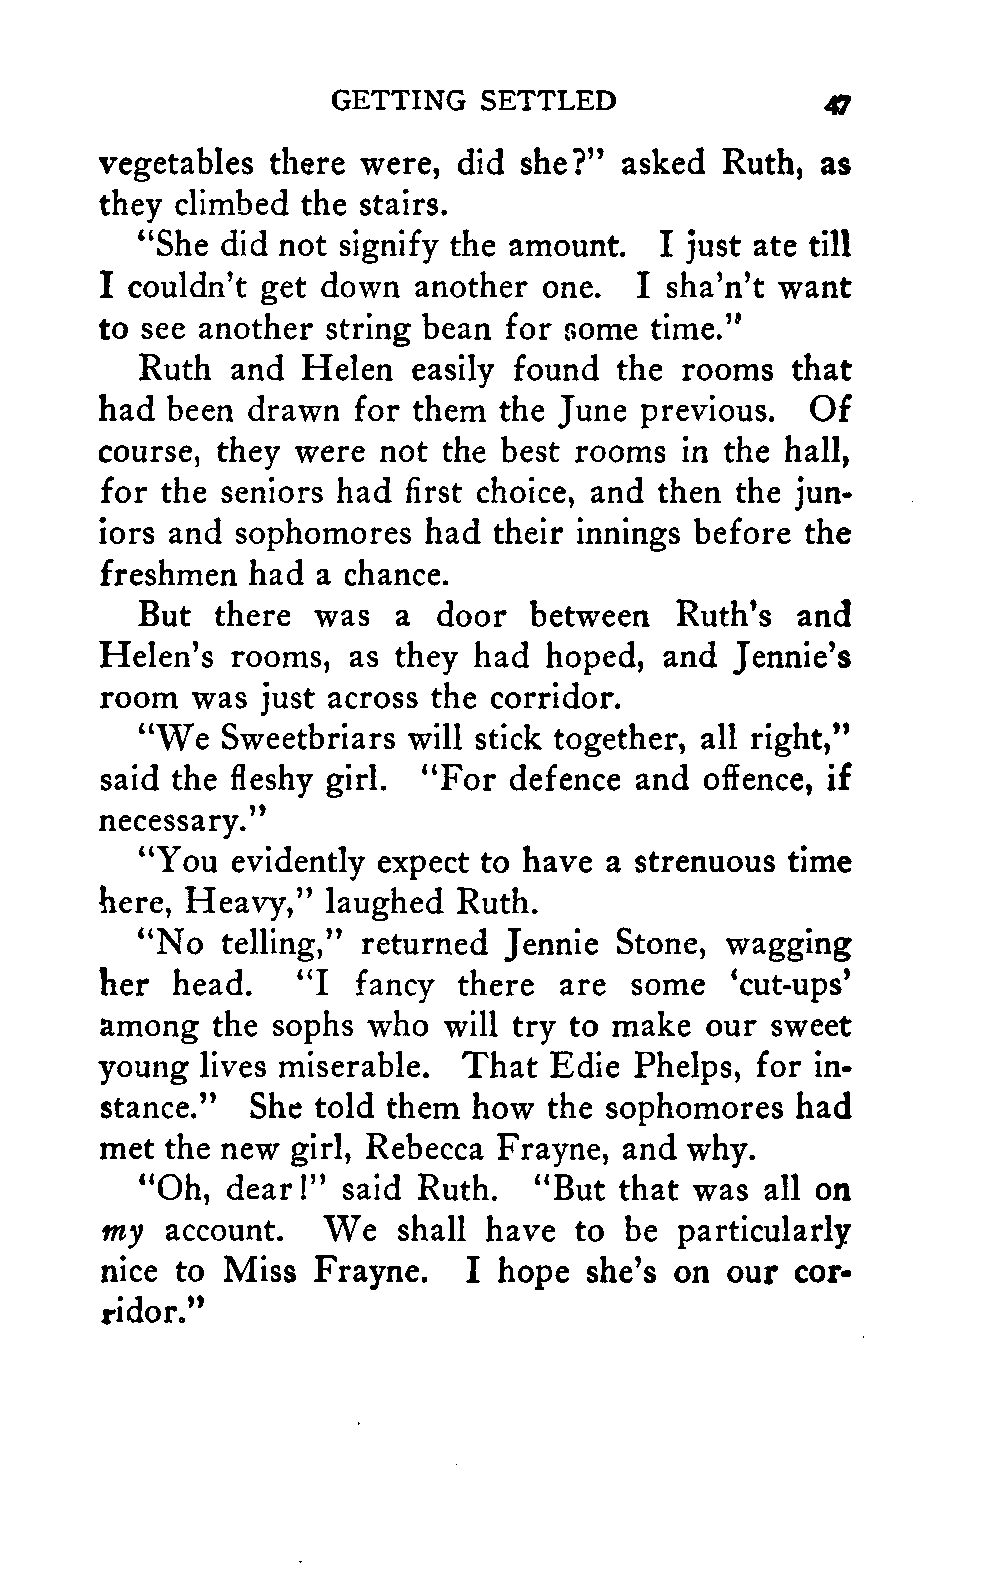 GETTING SETTLED 47
vegetables there were, did she?" asked Ruth, as
they climbed the stairs.
"She did not signify the amount. I just ate till
I couldn't get down another one. I sha'n't want
to see another string bean for some time."
Ruth and Helen easily found the rooms that
had been drawn for them the June previous. Of
course, they were not the best rooms in the hall,
for the seniors had first choice, and then the jun-
iors and sophomores had their innings before the
freshmen had a chance.
But there was a door between Ruth's and
Helen's rooms, as they had hoped, and Jennie's
room was just across the corridor.
"We Sweetbriars will stick together, all right,"
said the fleshy girl. "For defence and offence, if
necessary."
"You evidently expect to have a strenuous time
here, Heavy," laughed Ruth.
"No telling," returned Jennie Stone, wagging
her head. "I fancy there are some 'cut-ups'
among the sophs who will try to make our sweet
young lives miserable. That Edie Phelps, for in-
stance." She told them how the sophomores had
met the new girl, Rebecca Frayne, and why.
"Oh, dear!" said Ruth. "But that was all on
my account. We shall have to be particularly
nice to Miss Frayne. I hope she's on our cor-
ridor."